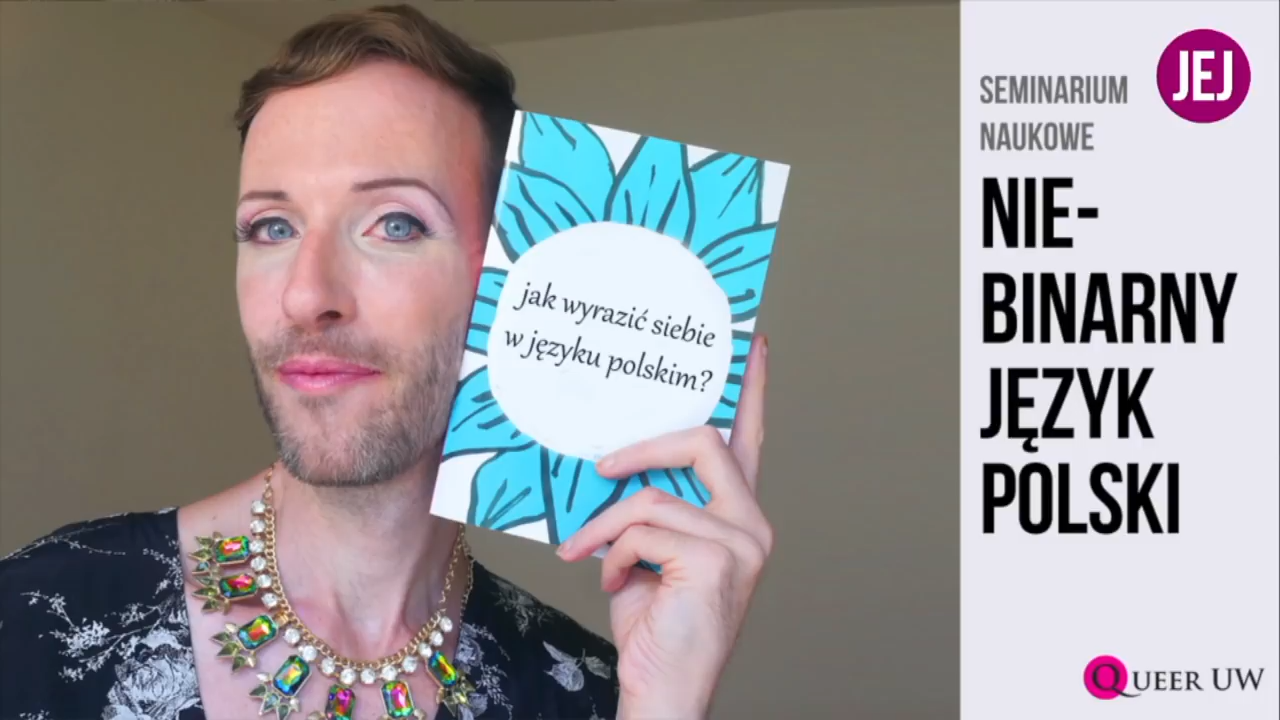 jak wyrazić siebie
w języku polskim?
JEJ
SEMINARIUM
NAUKOWE
NIE-
BINARNY
JĘZYK
POLSKI
QUEER UW